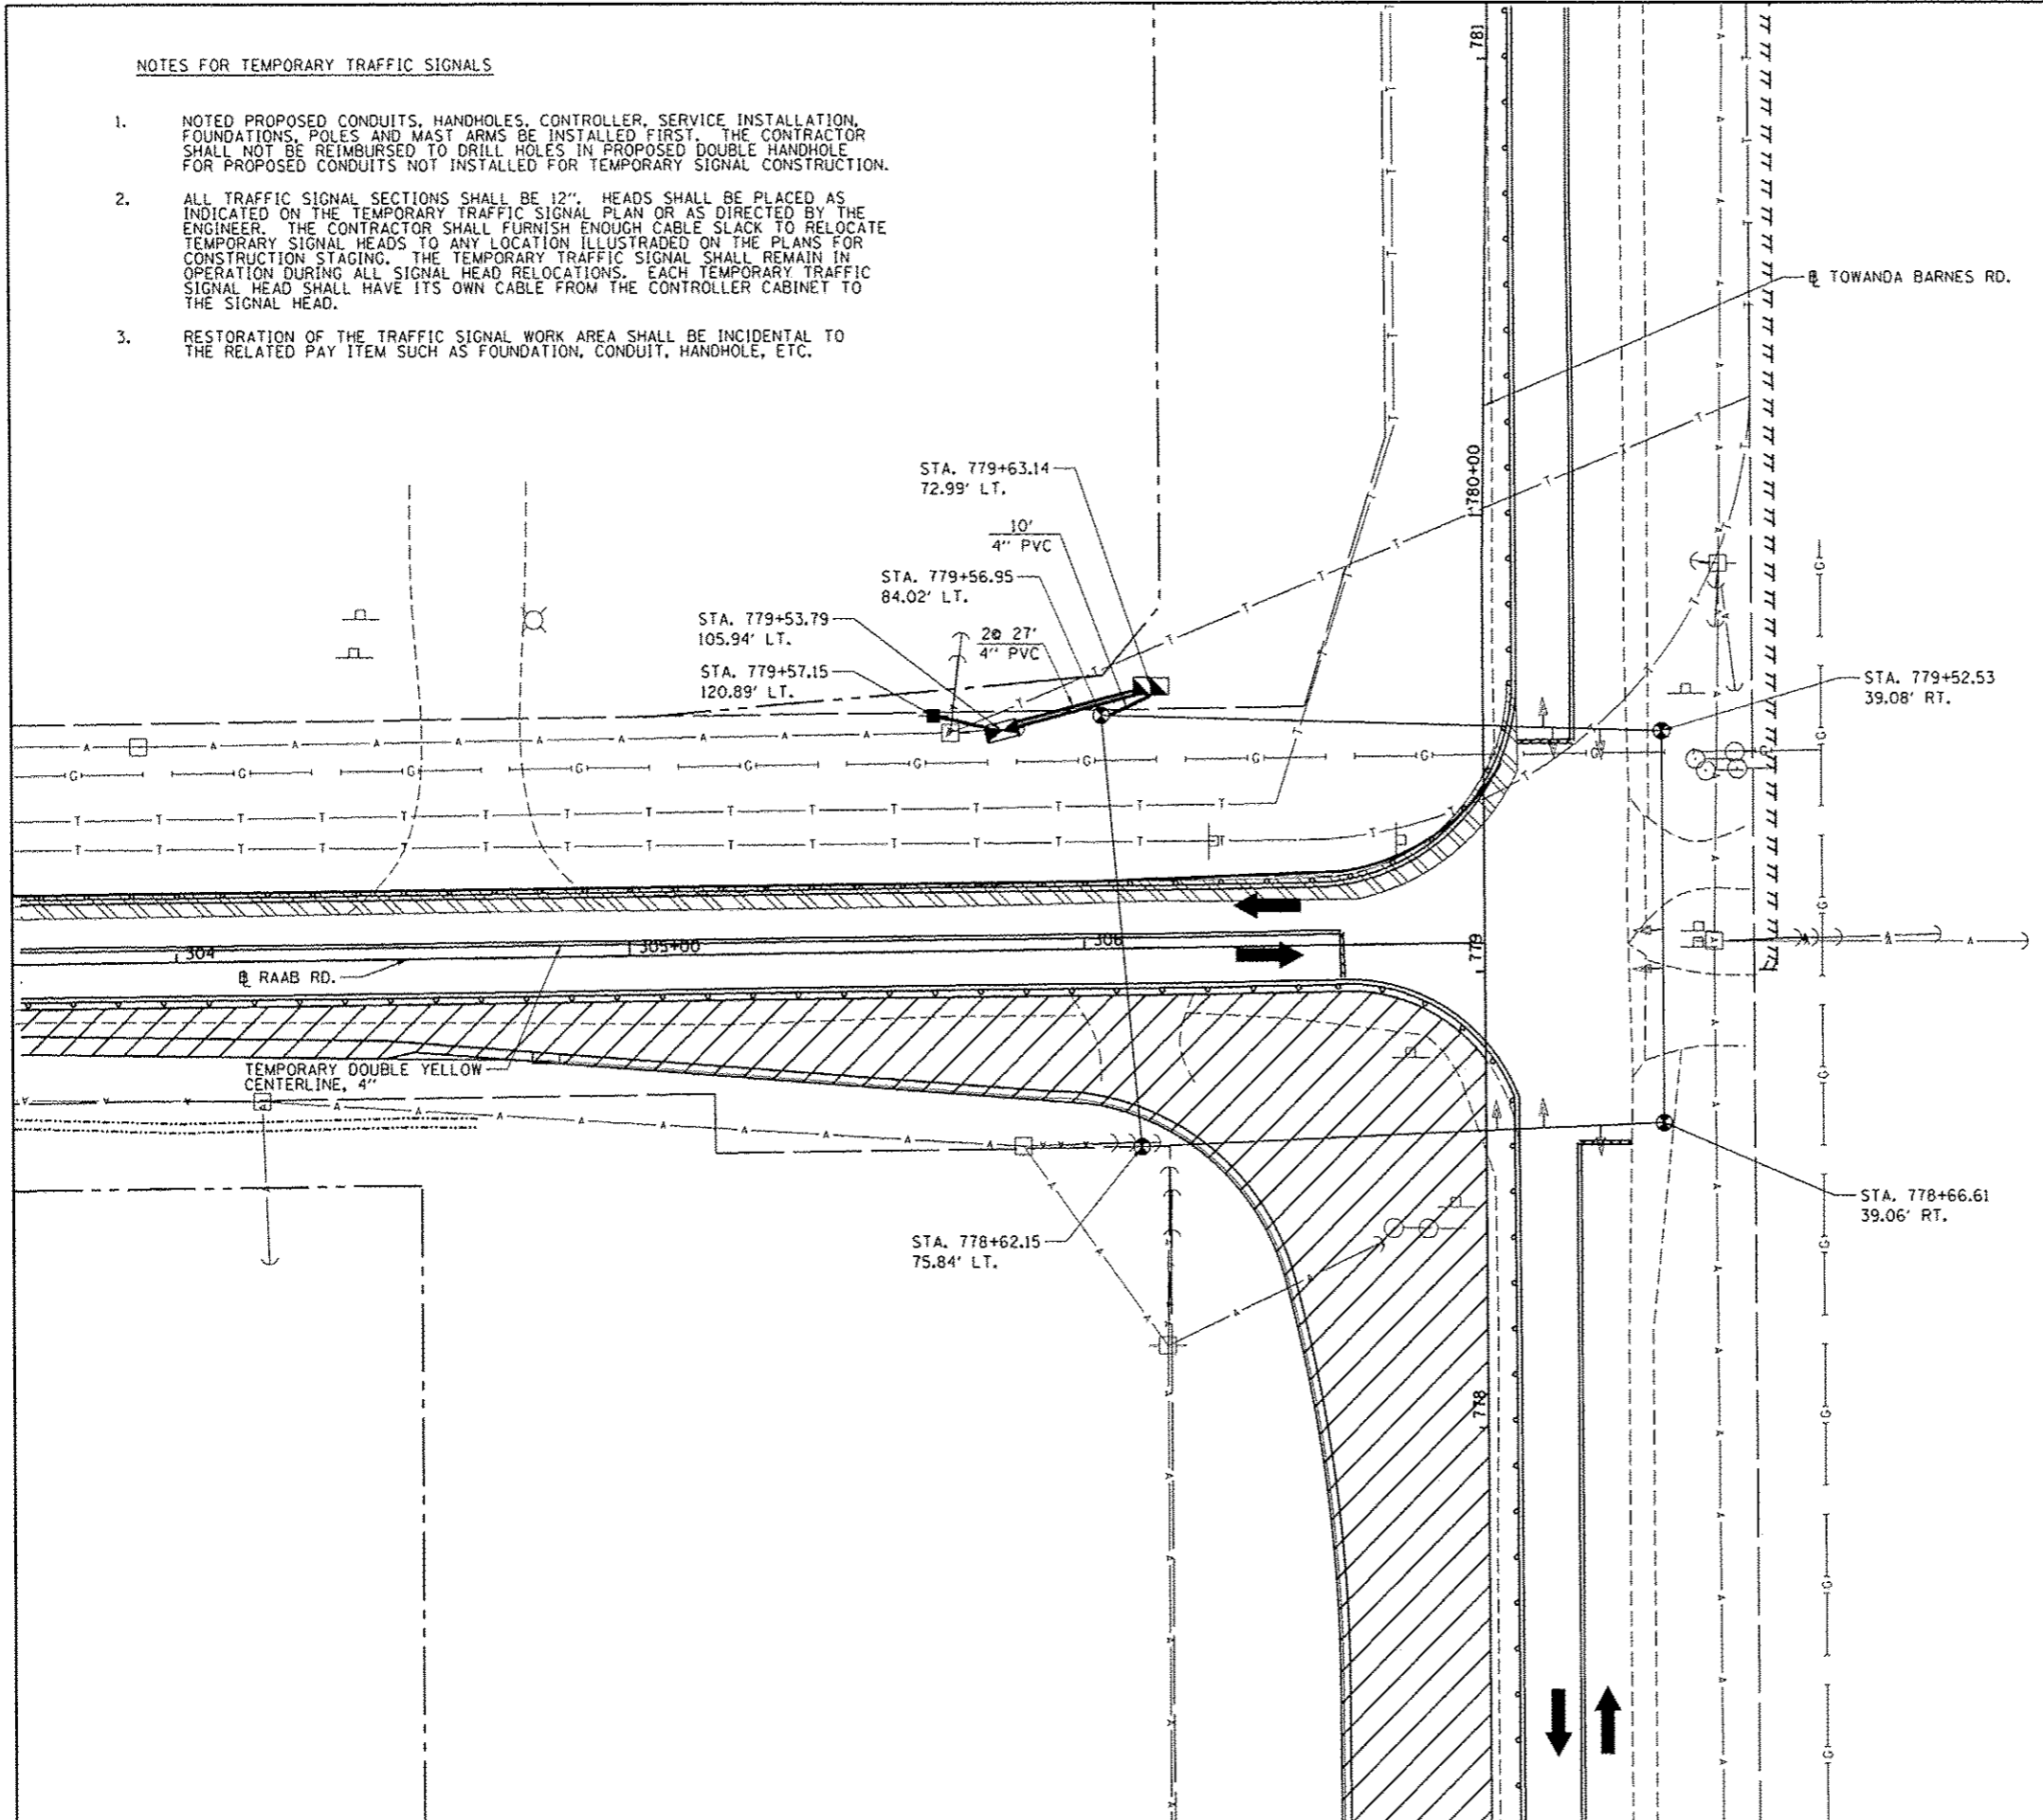 NOTES FOR TEMPORARY TRAFFIC SIGNALS
1. NOTED PROPOSED CONDUITS, HANDHOLES, CONTROLLER, SERVICE INSTALLATION,
FOUNDATIONS, POLES AND MAST ARMS BE INSTALLED FIRST. THE CONTRACTOR
SHALL NOT BE REIMBURSED TO DRILL HOLES IN PROPOSED DOUBLE HANDHOLE
FOR PROPOSED CONDUITS NOT INSTALLED FOR TEMPORARY SIGNAL CONSTRUCTION.
2. ALL TRAFFIC SIGNAL SECTIONS SHALL BE 12". HEADS SHALL BE PLACED AS
INDICATED ON THE TEMPORARY TRAFFIC SIGNAL PLAN OR AS DIRECTED BY THE
ENGINEER. THE CONTRACTOR SHALL FURNISH ENOUGH CABLE SLACK TO RELOCATE
TEMPORARY SIGNAL HEADS TO ANY LOCATION ILLUSTRADED ON THE PLANS FOR
CONSTRUCTION STAGING. THE TEMPORARY TRAFFIC SIGNAL SHALL REMAIN IN
OPERATION DURING ALL SIGNAL HEAD RELOCATIONS. EACH TEMPORARY TRAFFIC
SIGNAL HEAD SHALL HAVE ITS OWN CABLE FROM THE CONTROLLER CABINET TO
THE SIGNAL HEAD.
3. RESTORATION OF THE TRAFFIC SIGNAL WORK AREA SHALL BE INCIDENTAL TO
THE RELATED PAY ITEM SUCH AS FOUNDATION, CONDUIT, HANDHOLE, ETC.
781
TOWANDA BARNES RD.
780+00
STA. 779+63.14
72.99' LT.
10'
4" PVC
STA. 779+56.95
84.02' LT.
STA. 779+53.79
105.94' LT.
2@ 27'
4" PVC
STA. 779+57.15
120.89' LT.
STA. 779+52.53
39.08' RT.
304
305+00
306
779
RAAB RD.
TEMPORARY DOUBLE YELLOW
CENTERLINE, 4"
STA. 778+66.61
39.06' RT.
STA. 778+62.15
75.84' LT.
778